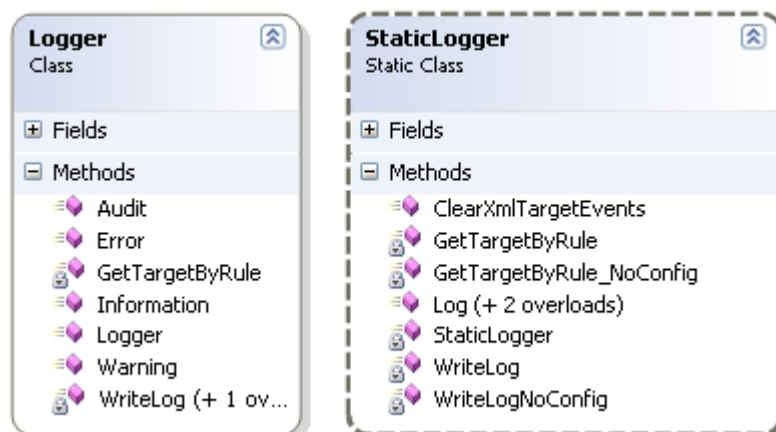 Logger
Class
Fields
Methods
Audit
Error
GetTargetByRule
Information
Logger
Warning
WriteLog (+ 1 ov...
StaticLogger
Static Class
Fields
Methods
ClearXmlTargetEvents
GetTargetByRule
GetTargetByRule_NoConfig
Log (+ 2 overloads)
StaticLogger
WriteLog
WriteLogNoConfig